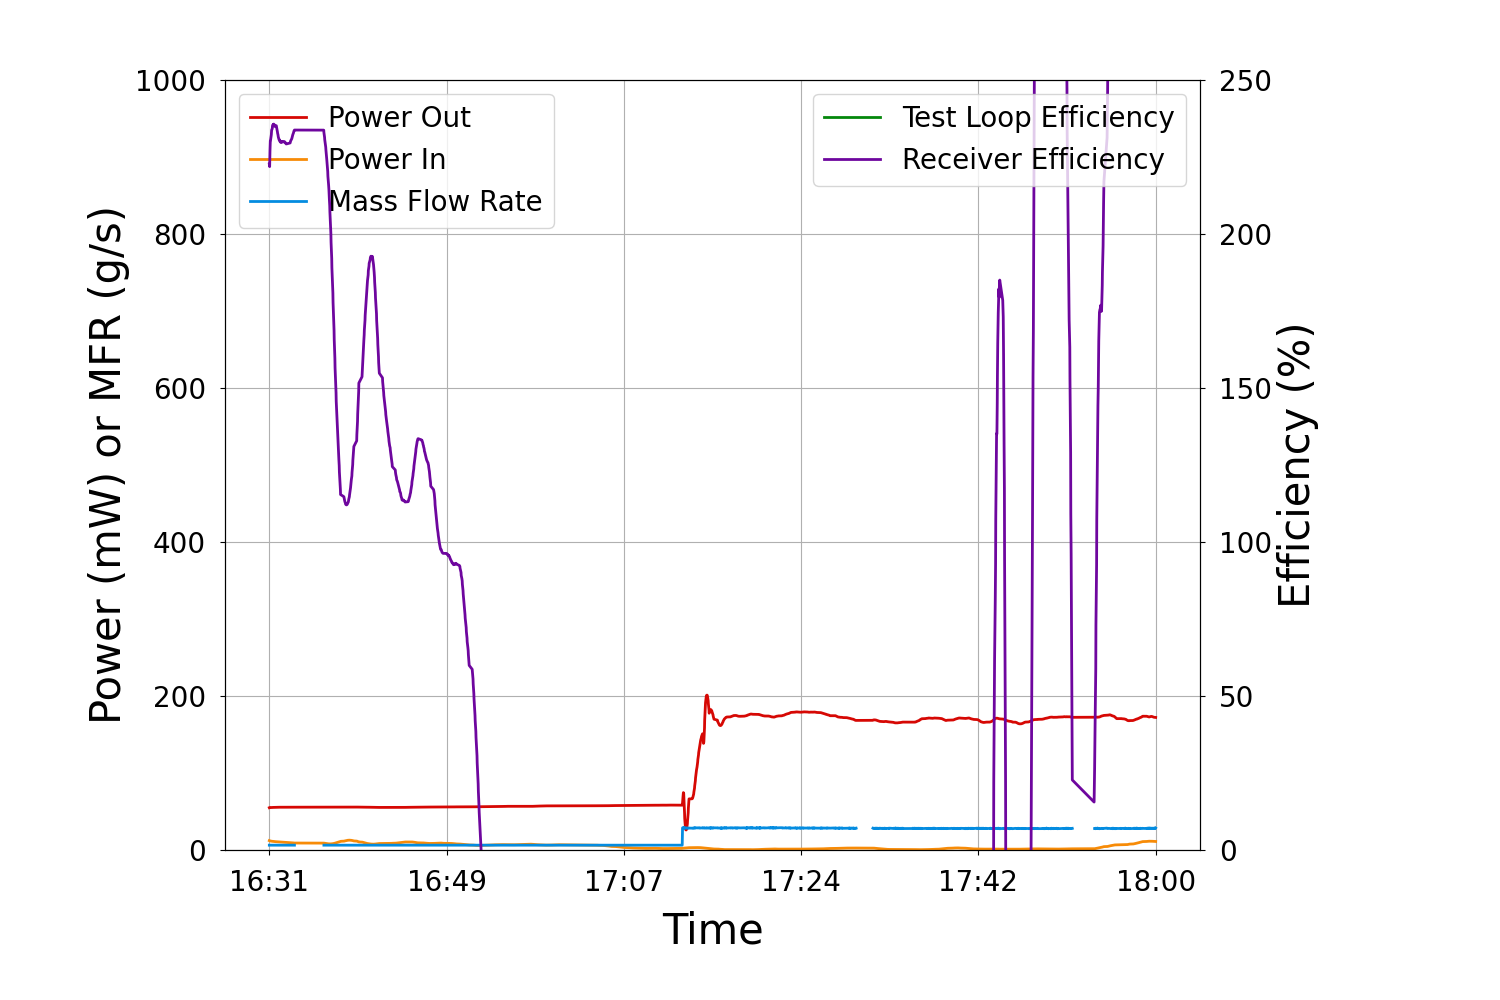 Power Out
Power In
Mass Flow Rate
Test Loop Efficiency
Receiver Efficiency
Power (mW) or MFR (g/s)
1000
800
600
400
200
0
250
200
150
100
50
0
Efficiency (%)
16:31
16:49
17:07
17:24
17:42
18:00
Time